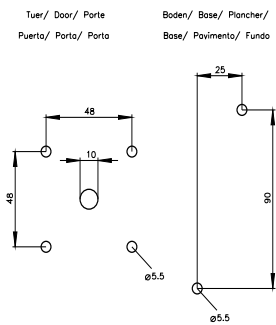 Tuer/ Door/ Porte
Puerta/ Porta/ Porta
Boden/ Base/ Plancher/
Base/ Pavimento/ Fundo
48
10
48
ø5.5
25
90
ø5.5